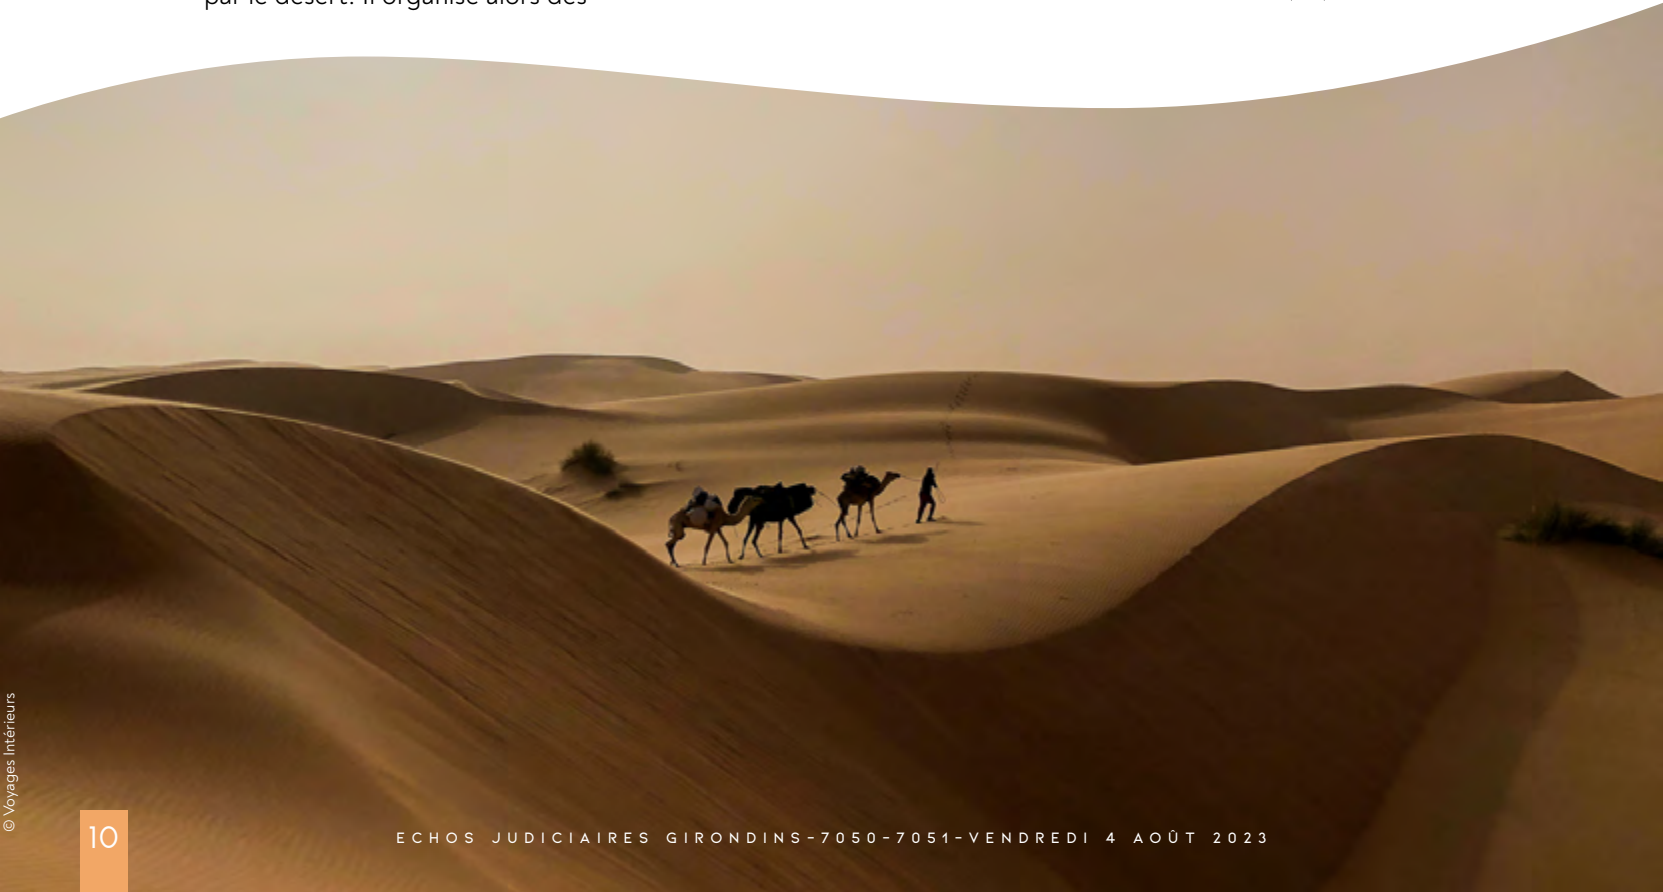 par le désert. Il organise alors des
© Voyages Intérieurs
10
ECHOS JUDICIAIRES GIRONDINS-7050-7051-VENDREDI 4 AOÛT 2023